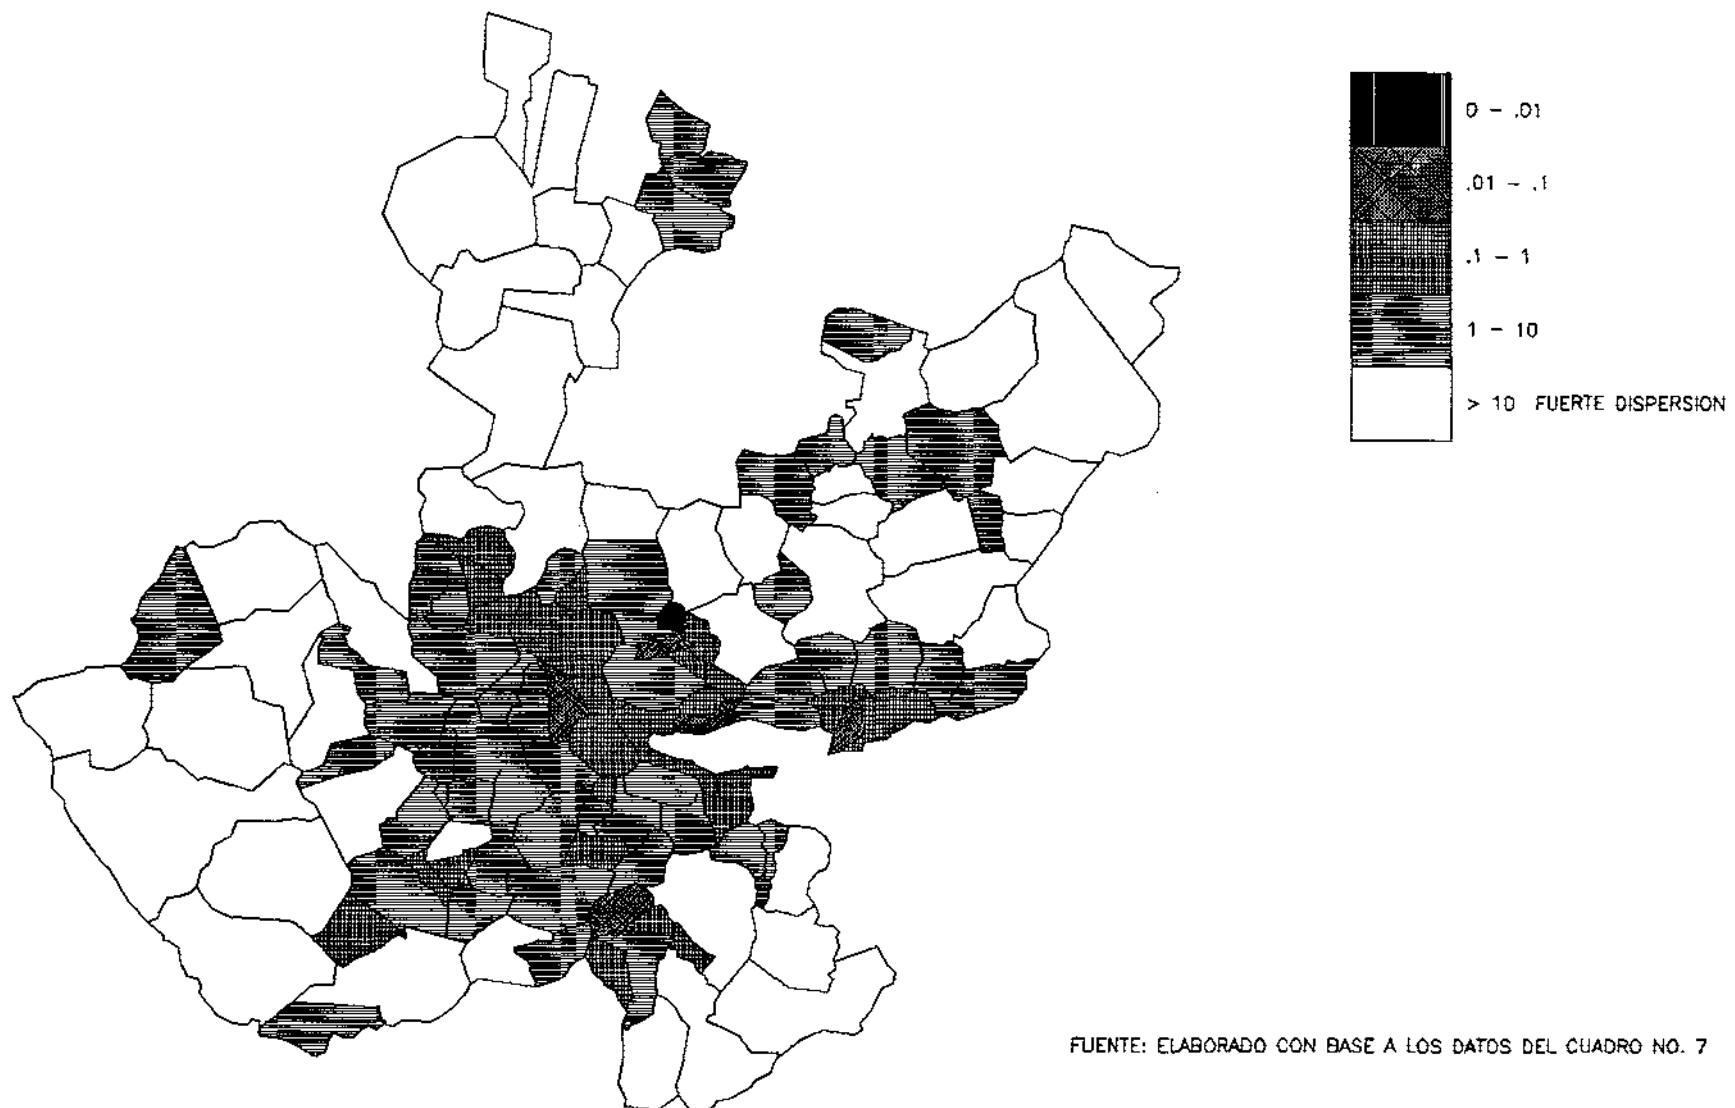 0 - .01
.01 - .1
.1 - 1
1 - 10
> 10 FUERTE DISPERSION
FUENTE: ELABORADO CON BASE A LOS DATOS DEL CUADRO NO. 7